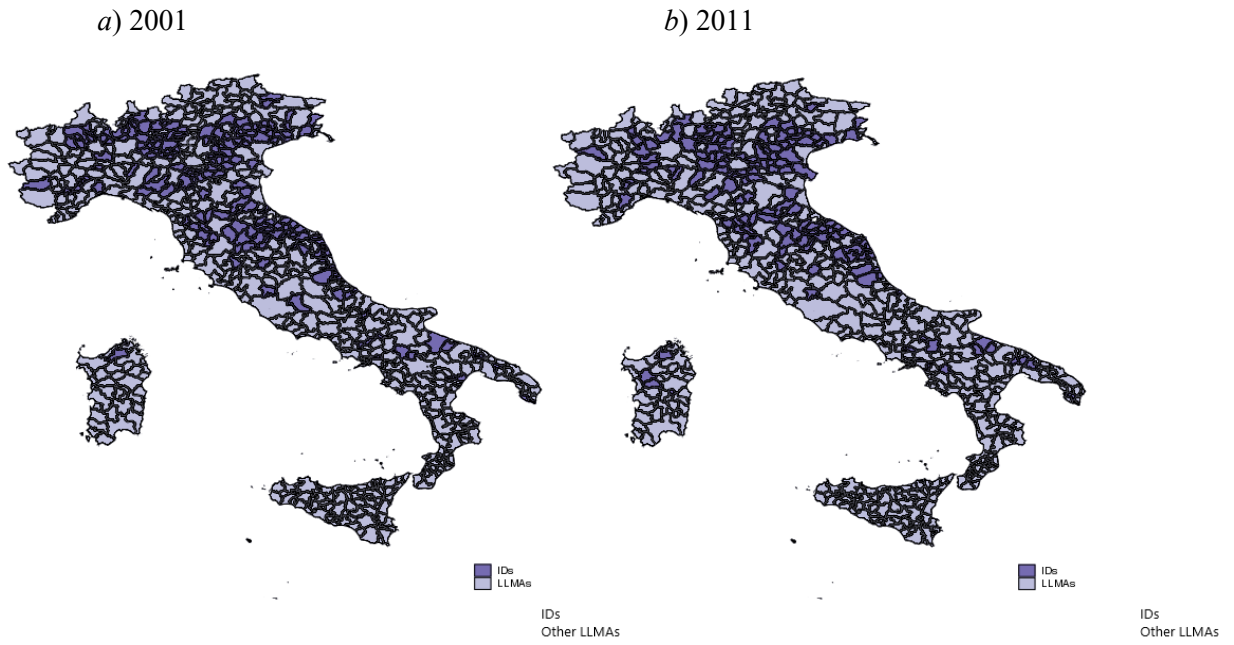 a) 2001
b) 2011
IDs
LLMAs
IDs
LLMAs
IDs
Other LLMAs
IDs
Other LLMAs